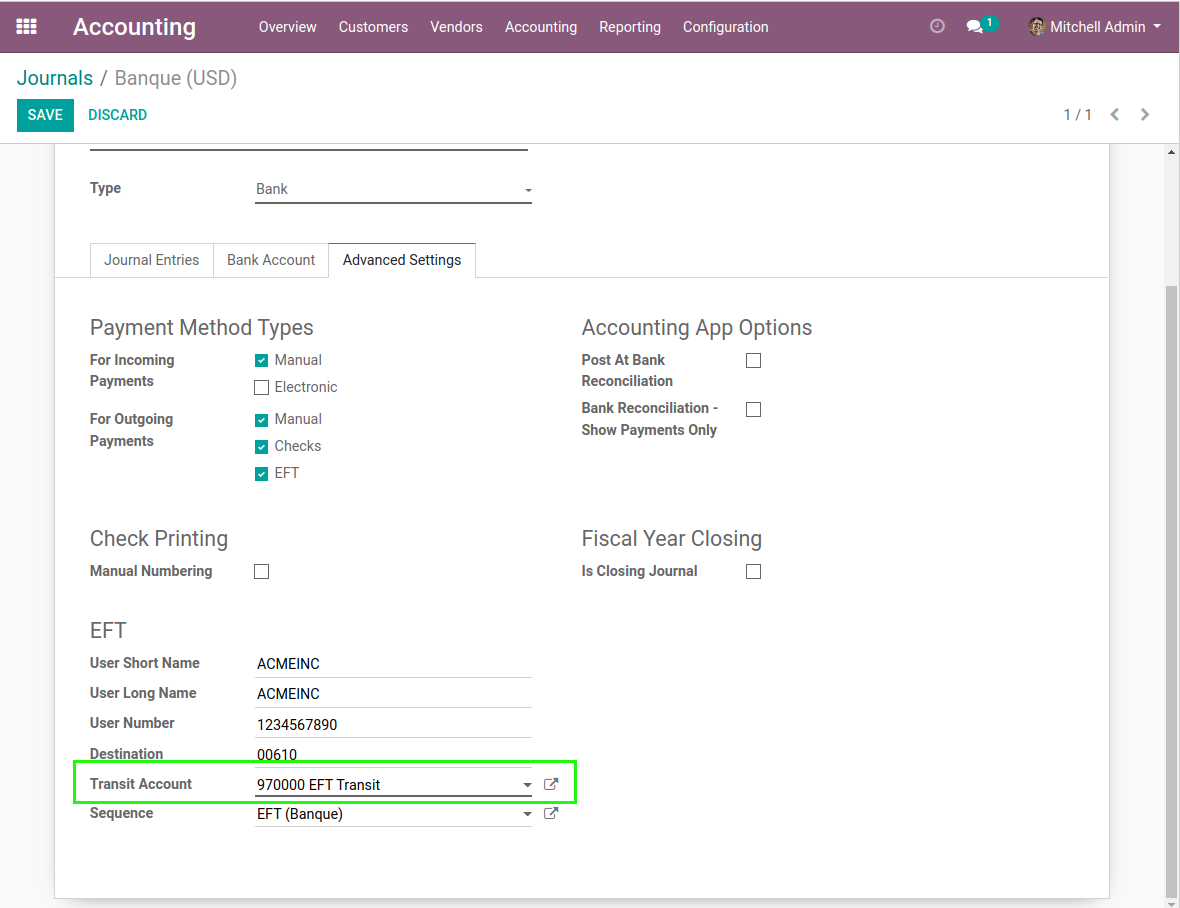 Accounting Overview Customers Vendors Accounting Reporting Configuration 1 Mitchell Admin
Journals / Banque (USD)
SAVE DISCARD 1 / 1
Type Bank
Journal Entries Bank Account Advanced Settings
Payment Method Types
For Incoming
Payments
Manual
Electronic
For Outgoing
Payments
Manual
Checks
EFT
Accounting App Options
Post At Bank
Reconciliation
Bank Reconciliation -
Show Payments Only
Check Printing
Manual Numbering
Fiscal Year Closing
Is Closing Journal
EFT
User Short Name ACMEINC
User Long Name ACMEINC
User Number 1234567890
Destination 00610
Transit Account 970000 EFT Transit
Sequence EFT (Banque)